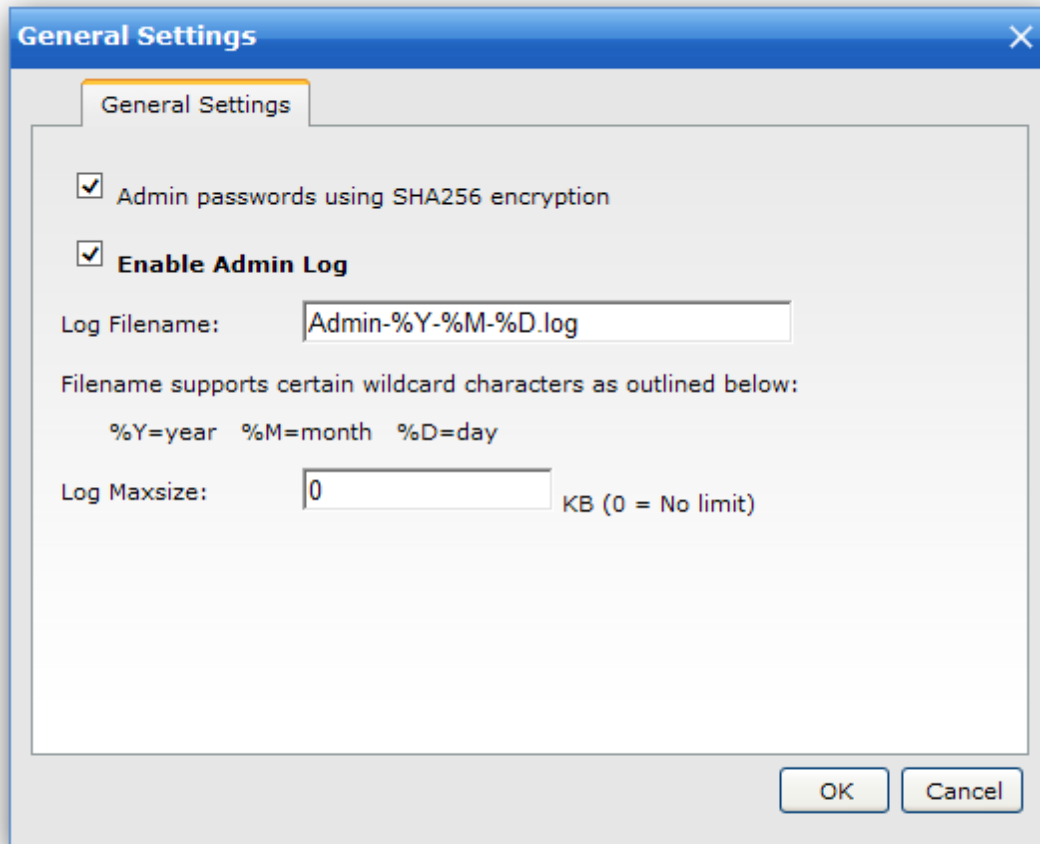 General Settings
General Settings
Admin passwords using SHA256 encryption
Enable Admin Log
Log Filename: Admin-%Y-%M-%D.log
Filename supports certain wildcard characters as outlined below:
%Y=year %M=month %D=day
Log Maxsize: 0 KB (0 = No limit)
OK Cancel